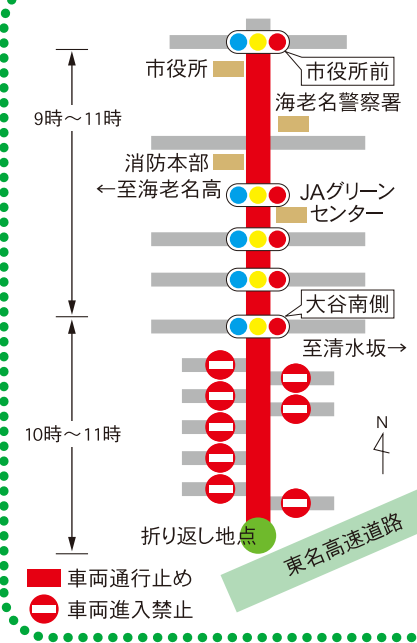 市役所
市役所前
海老名警察署
9時～11時
消防本部
←至海老名高
JAグリーン
センター
大谷南側
至清水坂→
10時～11時
N
折り返し地点
東名高速道路
車両通行止め
車両進入禁止